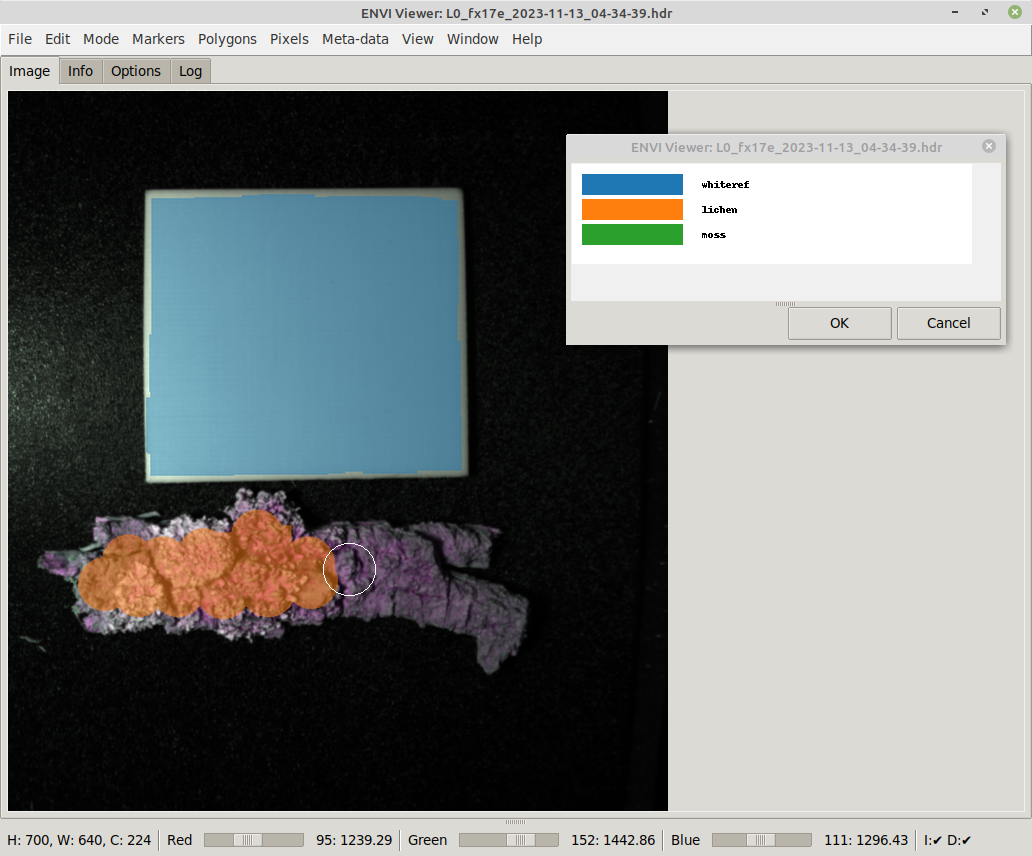 ENVI Viewer: L0_fx17e_2023-11-13_04-34-39.hdr
File Edit Mode Markers Polygons Pixels Meta-data View Window Help
Image Info Options Log
ENVI Viewer: L0_fx17e_2023-11-13_04-34-39.hdr
whiteref
lichen
moss
OK Cancel
H: 700, W: 640, C: 224 Red 95: 1239.29 Green 152: 1442.86 Blue 111: 1296.43 I:✔ D:✔